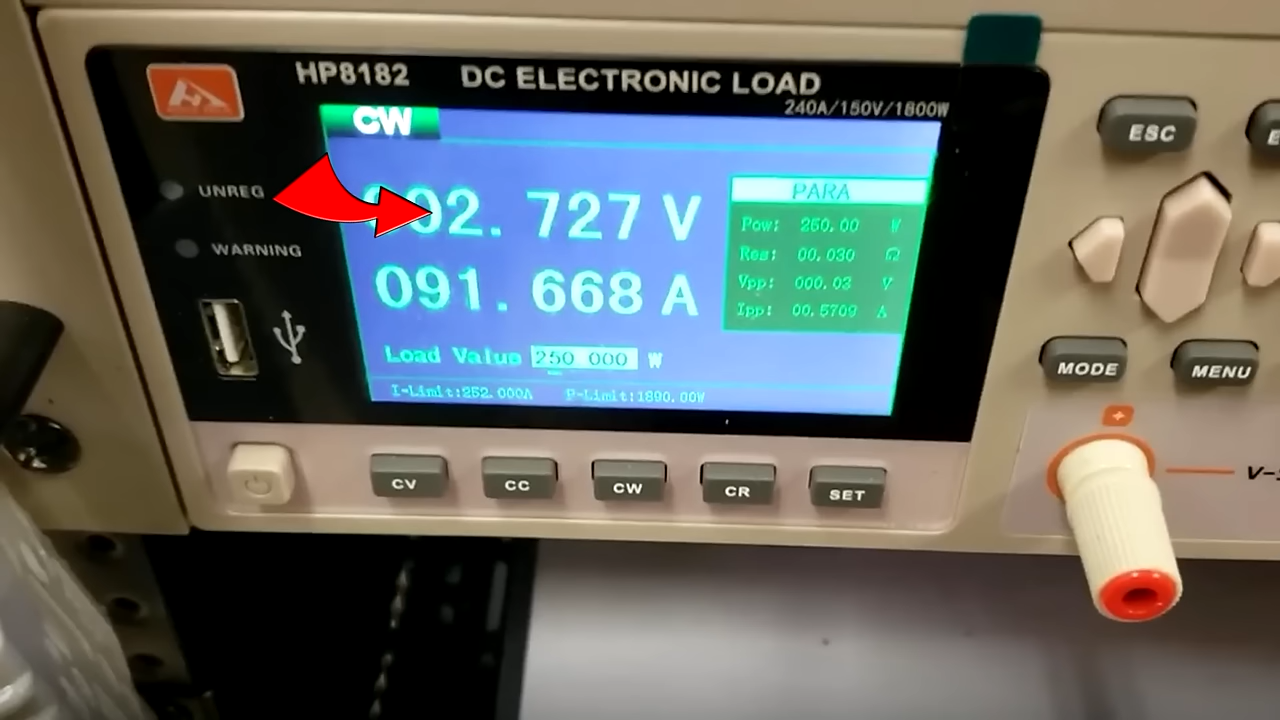 HP8182 DC ELECTRONIC LOAD
240A/150V/1800W
CW
UNREG
WARNING
002.727 V
091.668 A
PARA
Pow: 250.00 W
Res: 00.030 Ω
Vpp: 000.03 V
Ipp: 00.5709 A
Load Value 250.000 W
I-Limit:252.000A P-Limit:1890.00W
ESC
MODE
MENU
CV
CC
CW
CR
SET